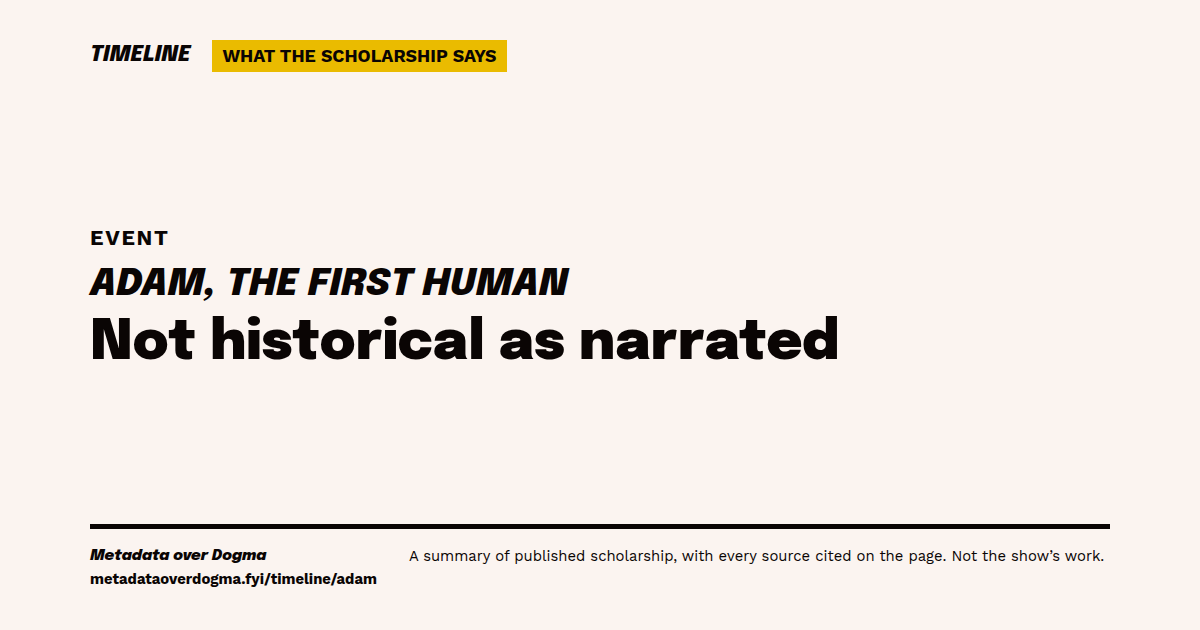 TIMELINE
WHAT THE SCHOLARSHIP SAYS
EVENT
ADAM, THE FIRST HUMAN
Not historical as narrated
Metadata over Dogma
A summary of published scholarship, with every source cited on the page. Not the show’s work.
metadataoverdogma.fyi/timeline/adam